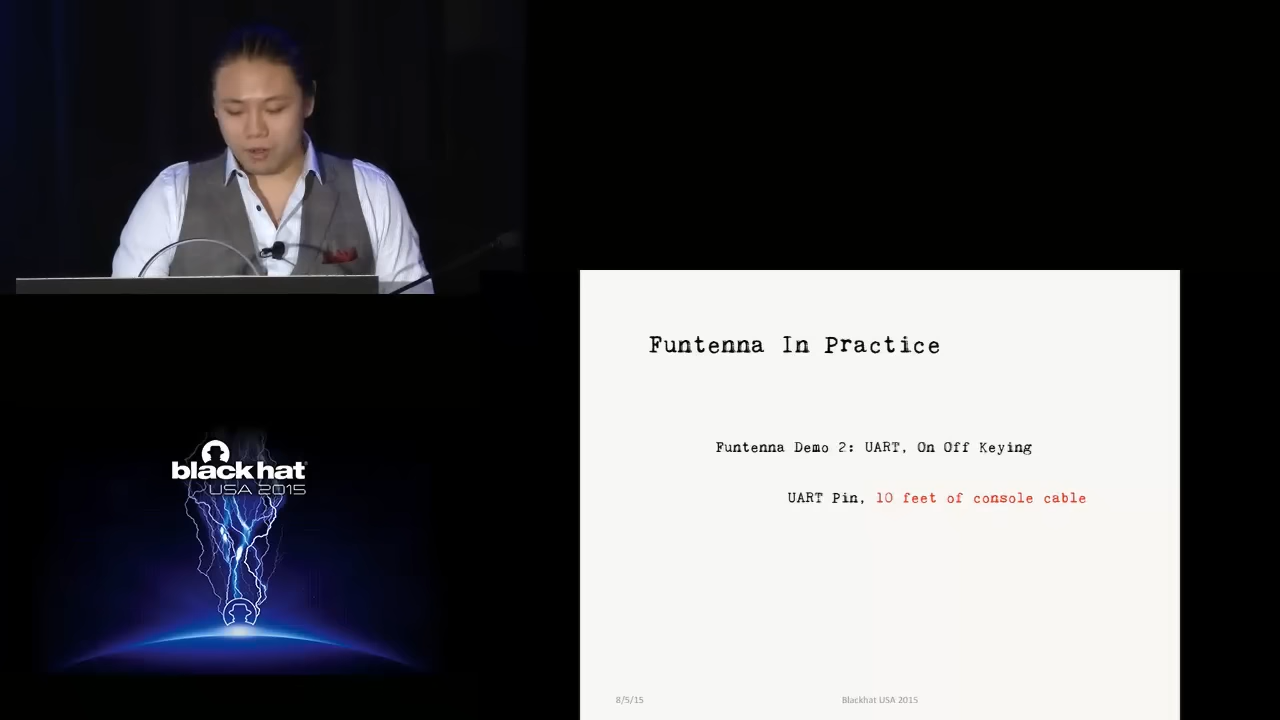 black hat
USA 2015
Funtenna In Practice
Funtenna Demo 2: UART, On Off Keying
UART Pin, 10 feet of console cable
8/5/15
Blackhat USA 2015